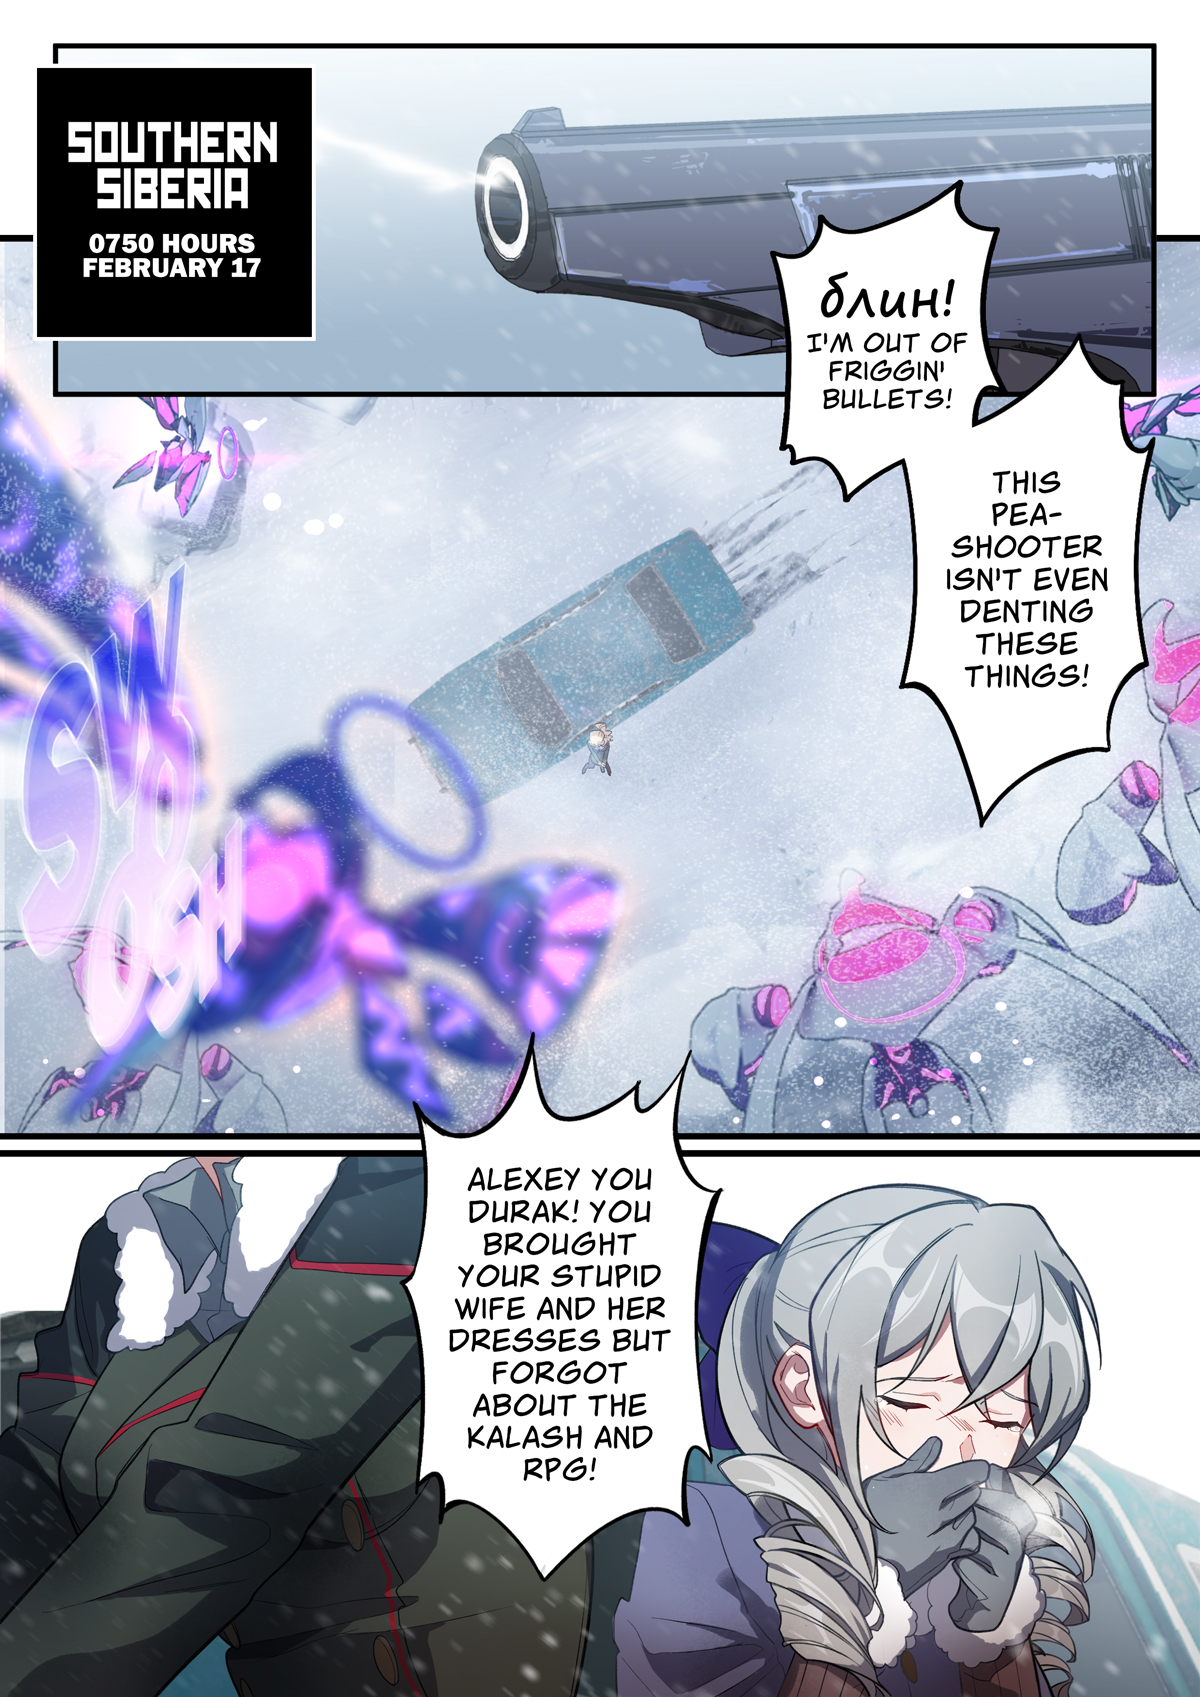 SOUTHERN
SIBERIA
0750 HOURS
FEBRUARY 17
блин!
I'M OUT OF
FRIGGIN'
BULLETS!
THIS
PEA-
SHOOTER
ISN'T EVEN
DENTING
THESE
THINGS!
SWOOSH
ALEXEY YOU
DURAK! YOU
BROUGHT
YOUR STUPID
WIFE AND HER
DRESSES BUT
FORGOT
ABOUT THE
KALASH AND
RPG!